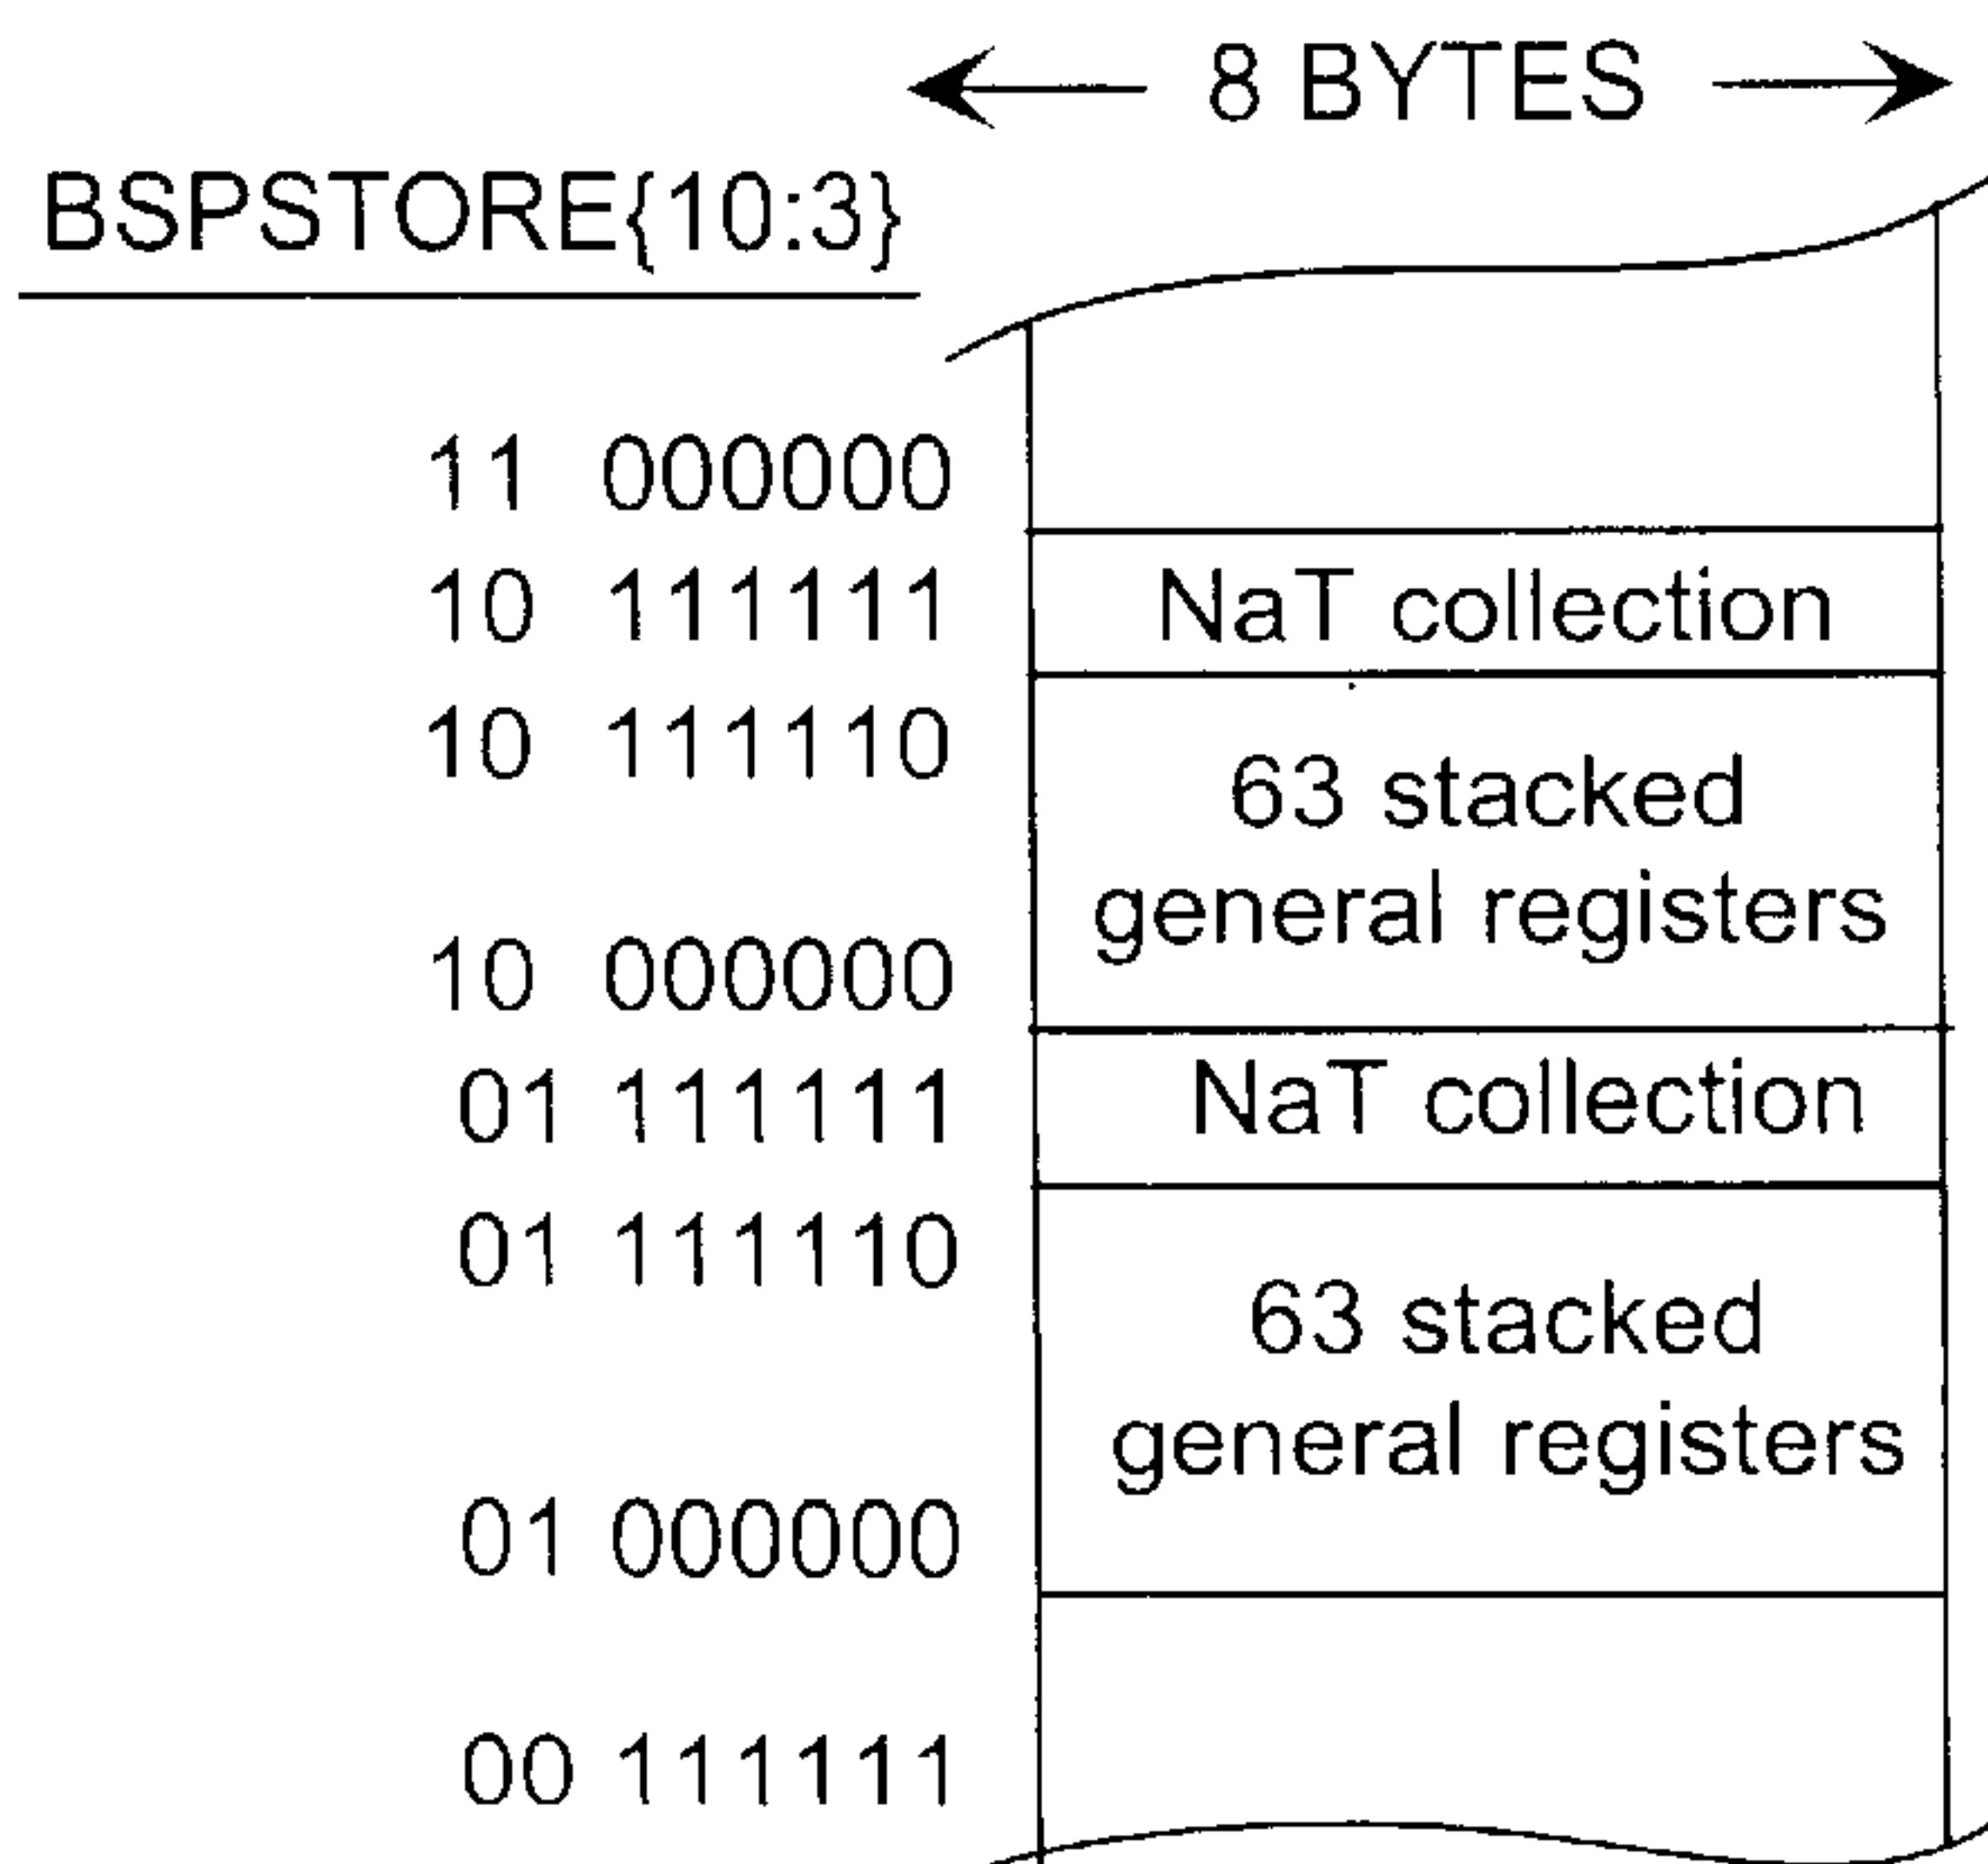 8 BYTES
BSPSTORE{10:3}
11 000000
10 111111
NaT collection
10 111110
63 stacked
general registers
10 000000
01 111111
NaT collection
01 111110
63 stacked
general registers
01 000000
00 111111